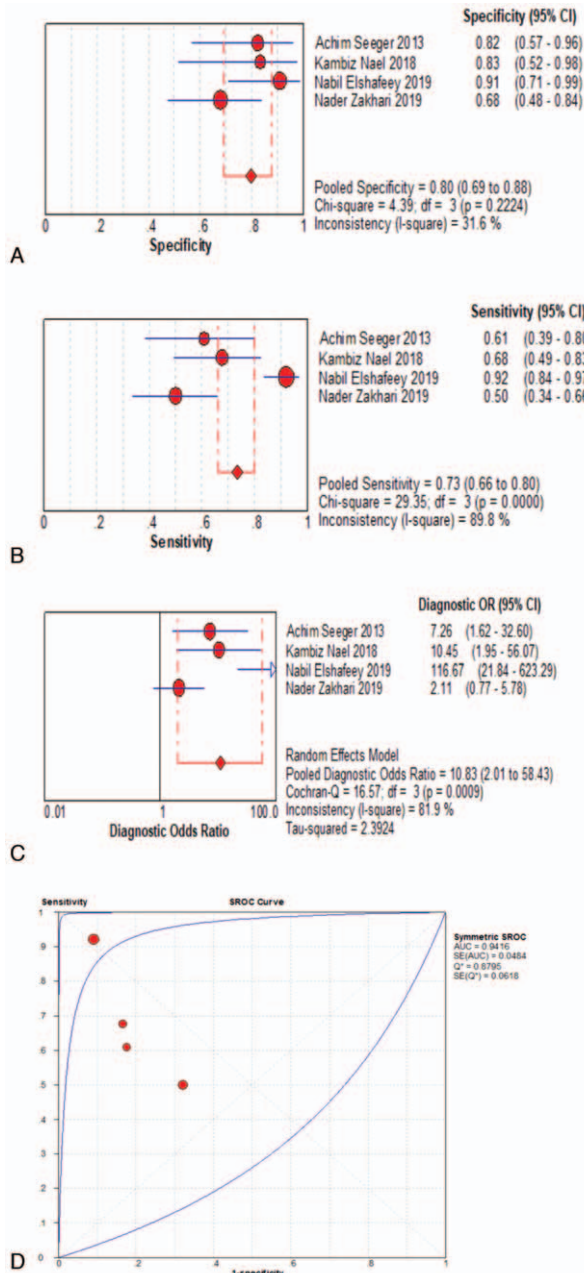 Specificity (95% CI)
Achim Seeger 2013 0.82 (0.57 - 0.96)
Kambiz Nael 2018 0.83 (0.52 - 0.98)
Nabil Elshafeey 2019 0.91 (0.71 - 0.99)
Nader Zakhari 2019 0.68 (0.48 - 0.84)
Pooled Specificity = 0.80 (0.69 to 0.88)
Chi-square = 4.39; df = 3 (p = 0.2224)
Inconsistency (I-square) = 31.6 %
0 .2 .4 .6 .8 1
Specificity
A
Sensitivity (95% CI)
Achim Seeger 2013 0.61 (0.39 - 0.80
Kambiz Nael 2018 0.68 (0.49 - 0.83
Nabil Elshafeey 2019 0.92 (0.84 - 0.97
Nader Zakhari 2019 0.50 (0.34 - 0.66
Pooled Sensitivity = 0.73 (0.66 to 0.80)
Chi-square = 29.35; df = 3 (p = 0.0000)
Inconsistency (I-square) = 89.8 %
0 .2 .4 .6 .8 1
Sensitivity
B
Diagnostic OR (95% CI)
Achim Seeger 2013 7.26 (1.62 - 32.60)
Kambiz Nael 2018 10.45 (1.95 - 56.07)
Nabil Elshafeey 2019 116.67 (21.84 - 623.29)
Nader Zakhari 2019 2.11 (0.77 - 5.78)
Random Effects Model
Pooled Diagnostic Odds Ratio = 10.83 (2.01 to 58.43)
Cochran-Q = 16.57; df = 3 (p = 0.0009)
Inconsistency (I-square) = 81.9 %
Tau-squared = 2.3924
0.01 1 100.0
Diagnostic Odds Ratio
C
Sensitivity SROC Curve
Symmetric SROC
AUC = 0.9416
SE(AUC) = 0.0484
Q* = 0.8795
SE(Q*) = 0.0618
1
.9
.8
.7
.6
.5
.4
.3
.2
.1
0
0 .2 .4 .6 .8 1
D